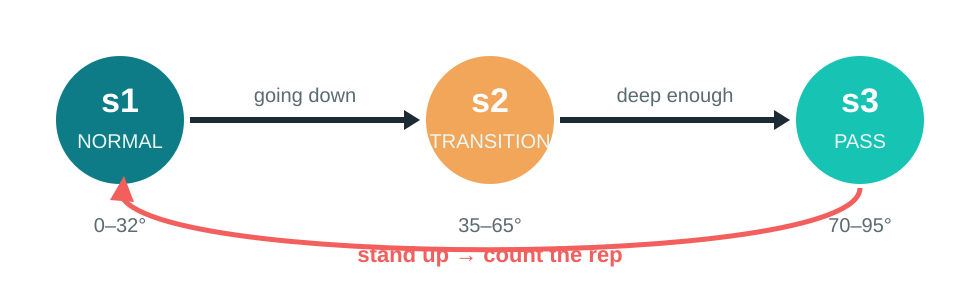 s1
NORMAL
going down
s2
TRANSITION
deep enough
s3
PASS
0–32°
35–65°
70–95°
stand up → count the rep